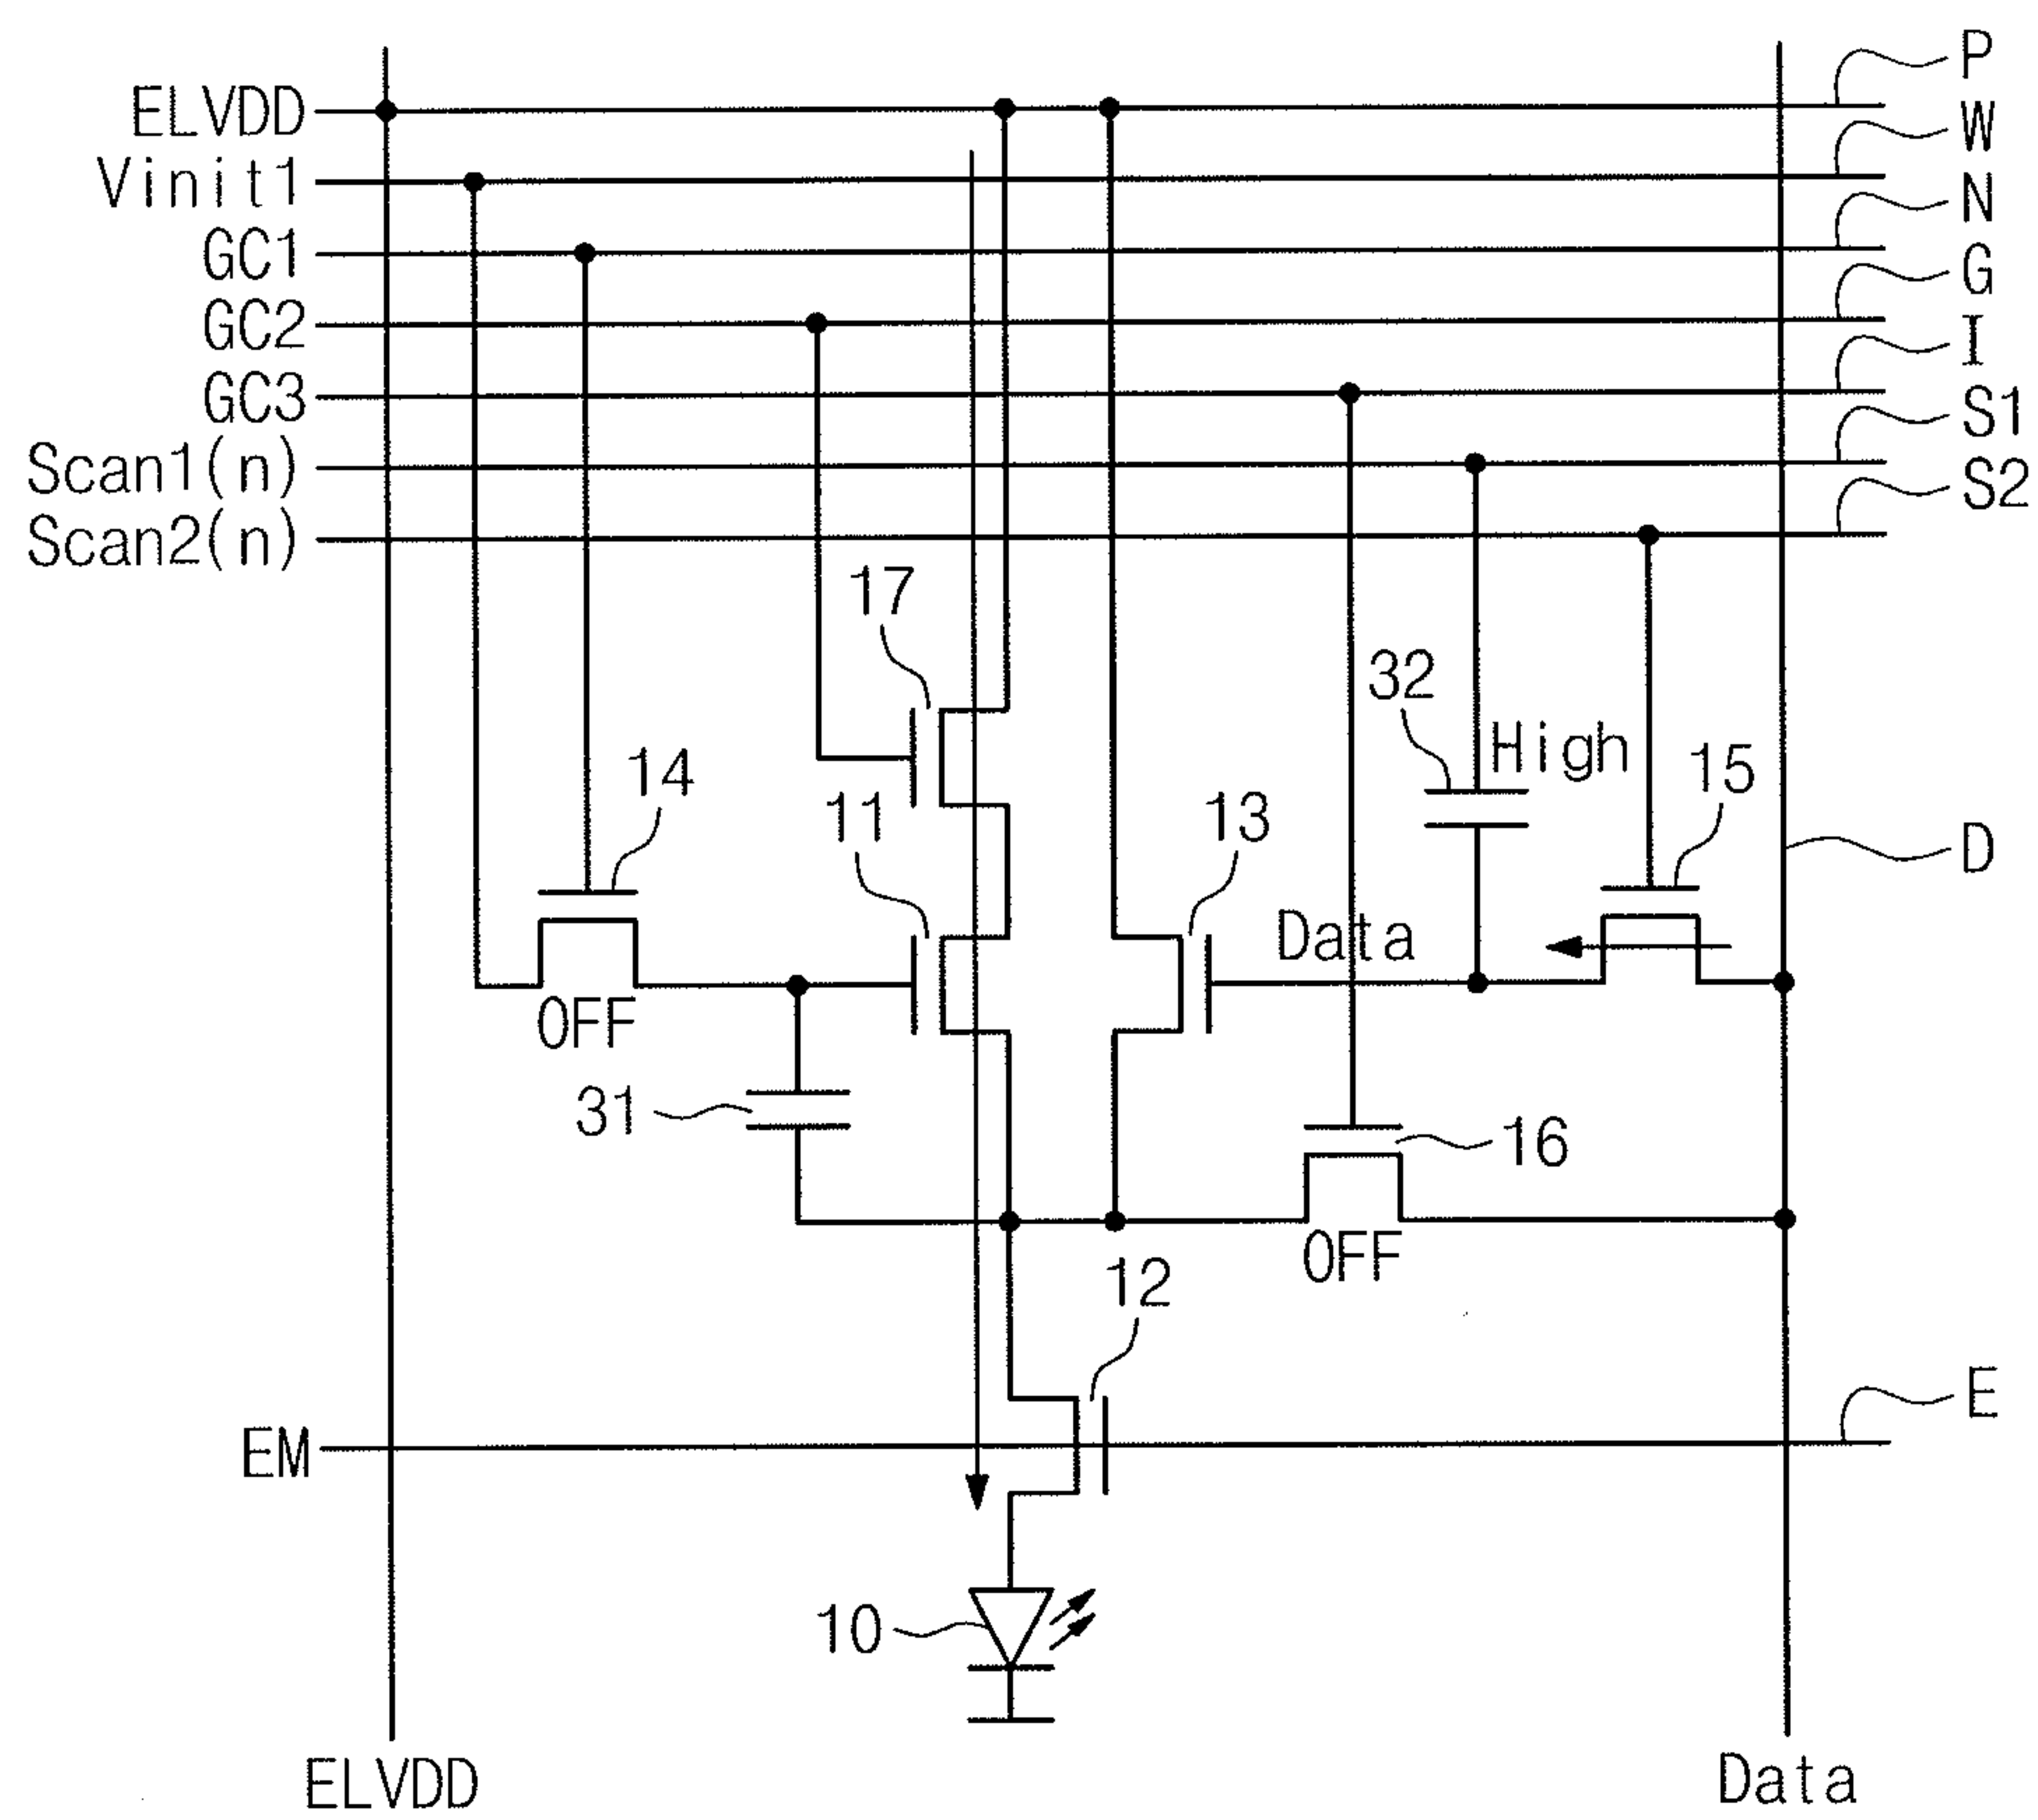 P
ELVDD
W
Vinit1
N
GC1
G
GC2
I
GC3
S1
Scan1(n)
S2
Scan2(n)
17
32
High
14
15
11
13
D
Data
OFF
31
16
OFF
12
E
EM
10
ELVDD
Data